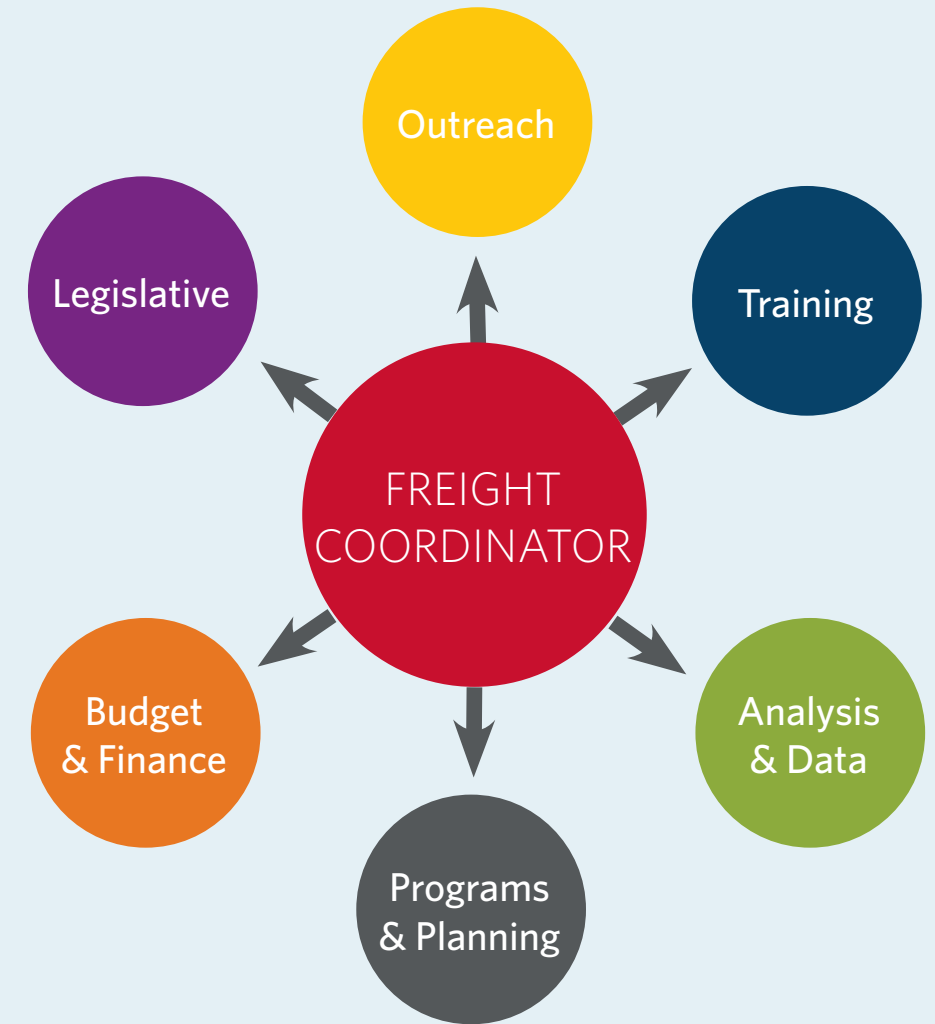 Outreach
Legislative
Training
FREIGHT
COORDINATOR
Budget
& Finance
Analysis
& Data
Programs
& Planning